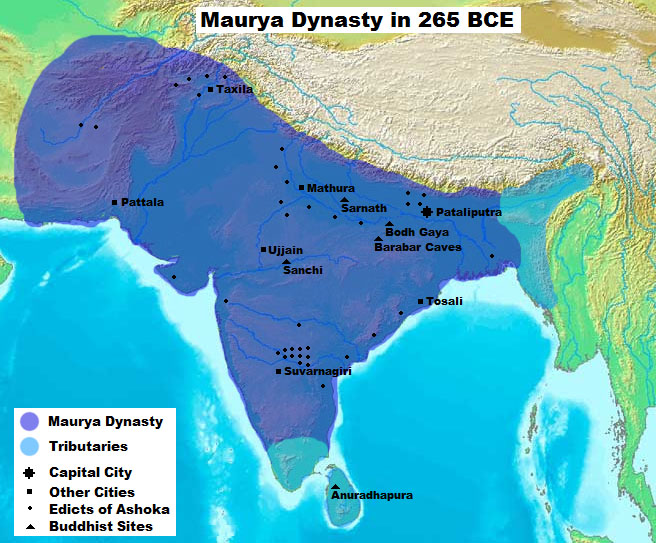 Maurya Dynasty in 265 BCE
Taxila
Mathura
Pattala
Sarnath
Pataliputra
Bodh Gaya
Barabar Caves
Ujjain
Sanchi
Tosali
Suvarnagiri
Anuradhapura
Maurya Dynasty
Tributaries
Capital City
Other Cities
Edicts of Ashoka
Buddhist Sites